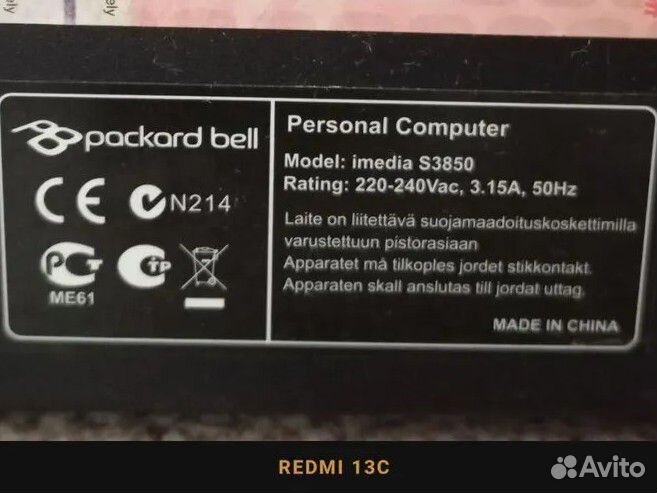 packard bell
CE N214
PCT CTP
ME61
Personal Computer
Model: imedia S3850
Rating: 220-240Vac, 3.15A, 50Hz
Laite on liitettävä suojamaadoituskoskettimilla
varustettuun pistorasiaan
Apparatet må tilkoples jordet stikkontakt.
Apparaten skall anslutas till jordat uttag.
MADE IN CHINA
REDMI 13C
Avito